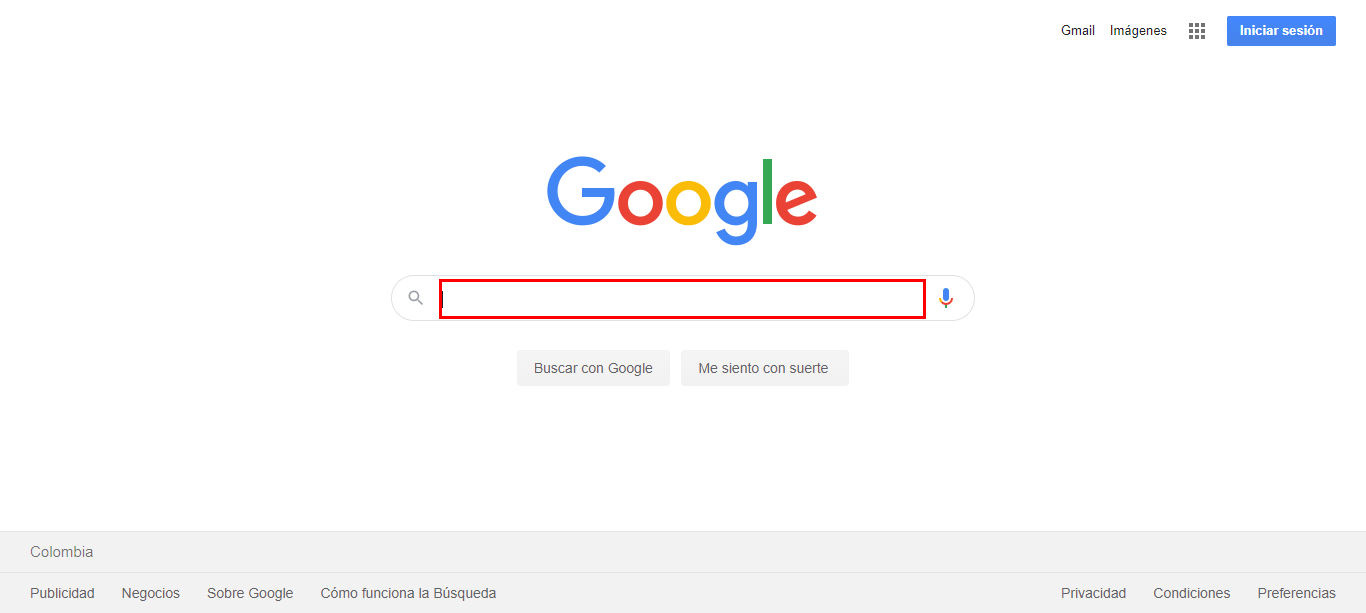 Gmail Imágenes Iniciar sesión
Google
Buscar con Google Me siento con suerte
Colombia
Publicidad Negocios Sobre Google Cómo funciona la Búsqueda Privacidad Condiciones Preferencias